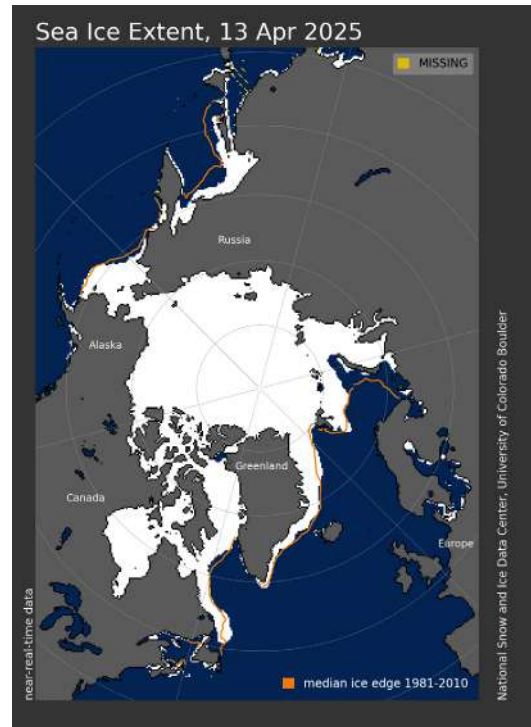 Sea Ice Extent, 13 Apr 2025
MISSING
Russia
Alaska
Greenland
Canada
Europe
near-real-time data
National Snow and Ice Data Center, University of Colorado Boulder
median ice edge 1981-2010